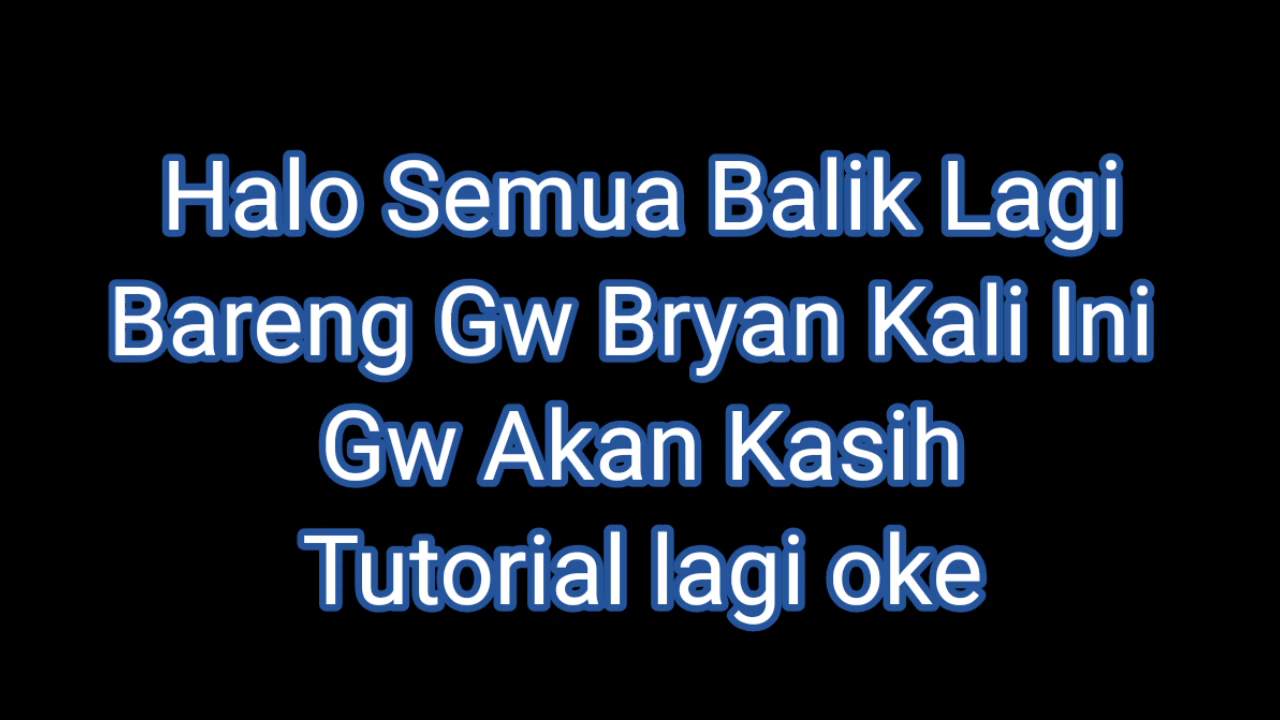 Halo Semua Balik Lagi
Bareng Gw Bryan Kali Ini
Gw Akan Kasih
Tutorial lagi oke